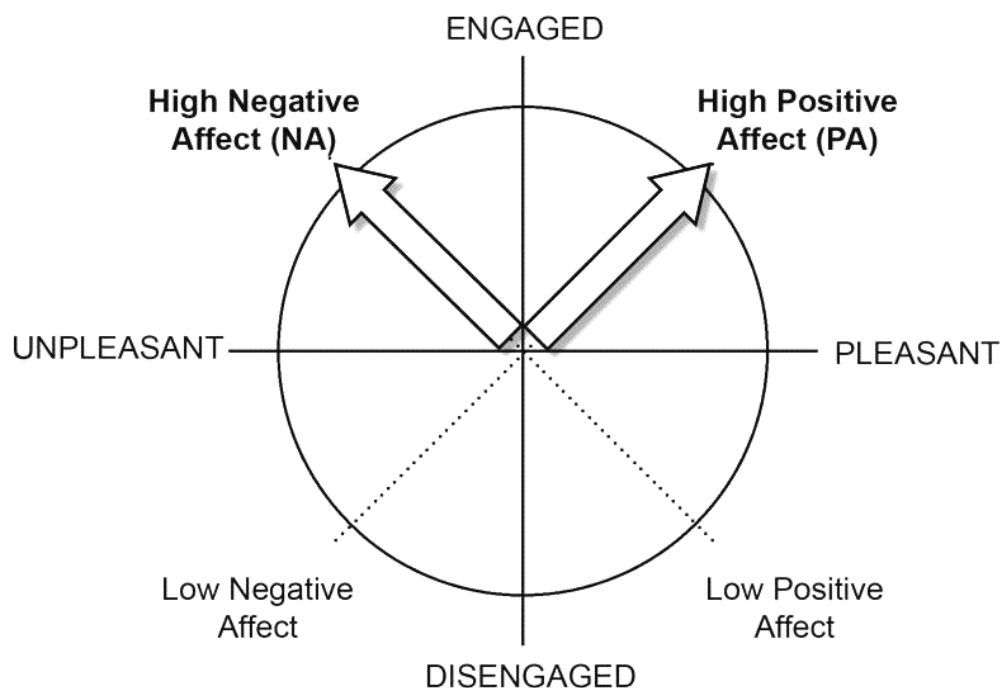 ENGAGED
High Negative
Affect (NA)
High Positive
Affect (PA)
UNPLEASANT
PLEASANT
Low Negative
Affect
Low Positive
Affect
DISENGAGED